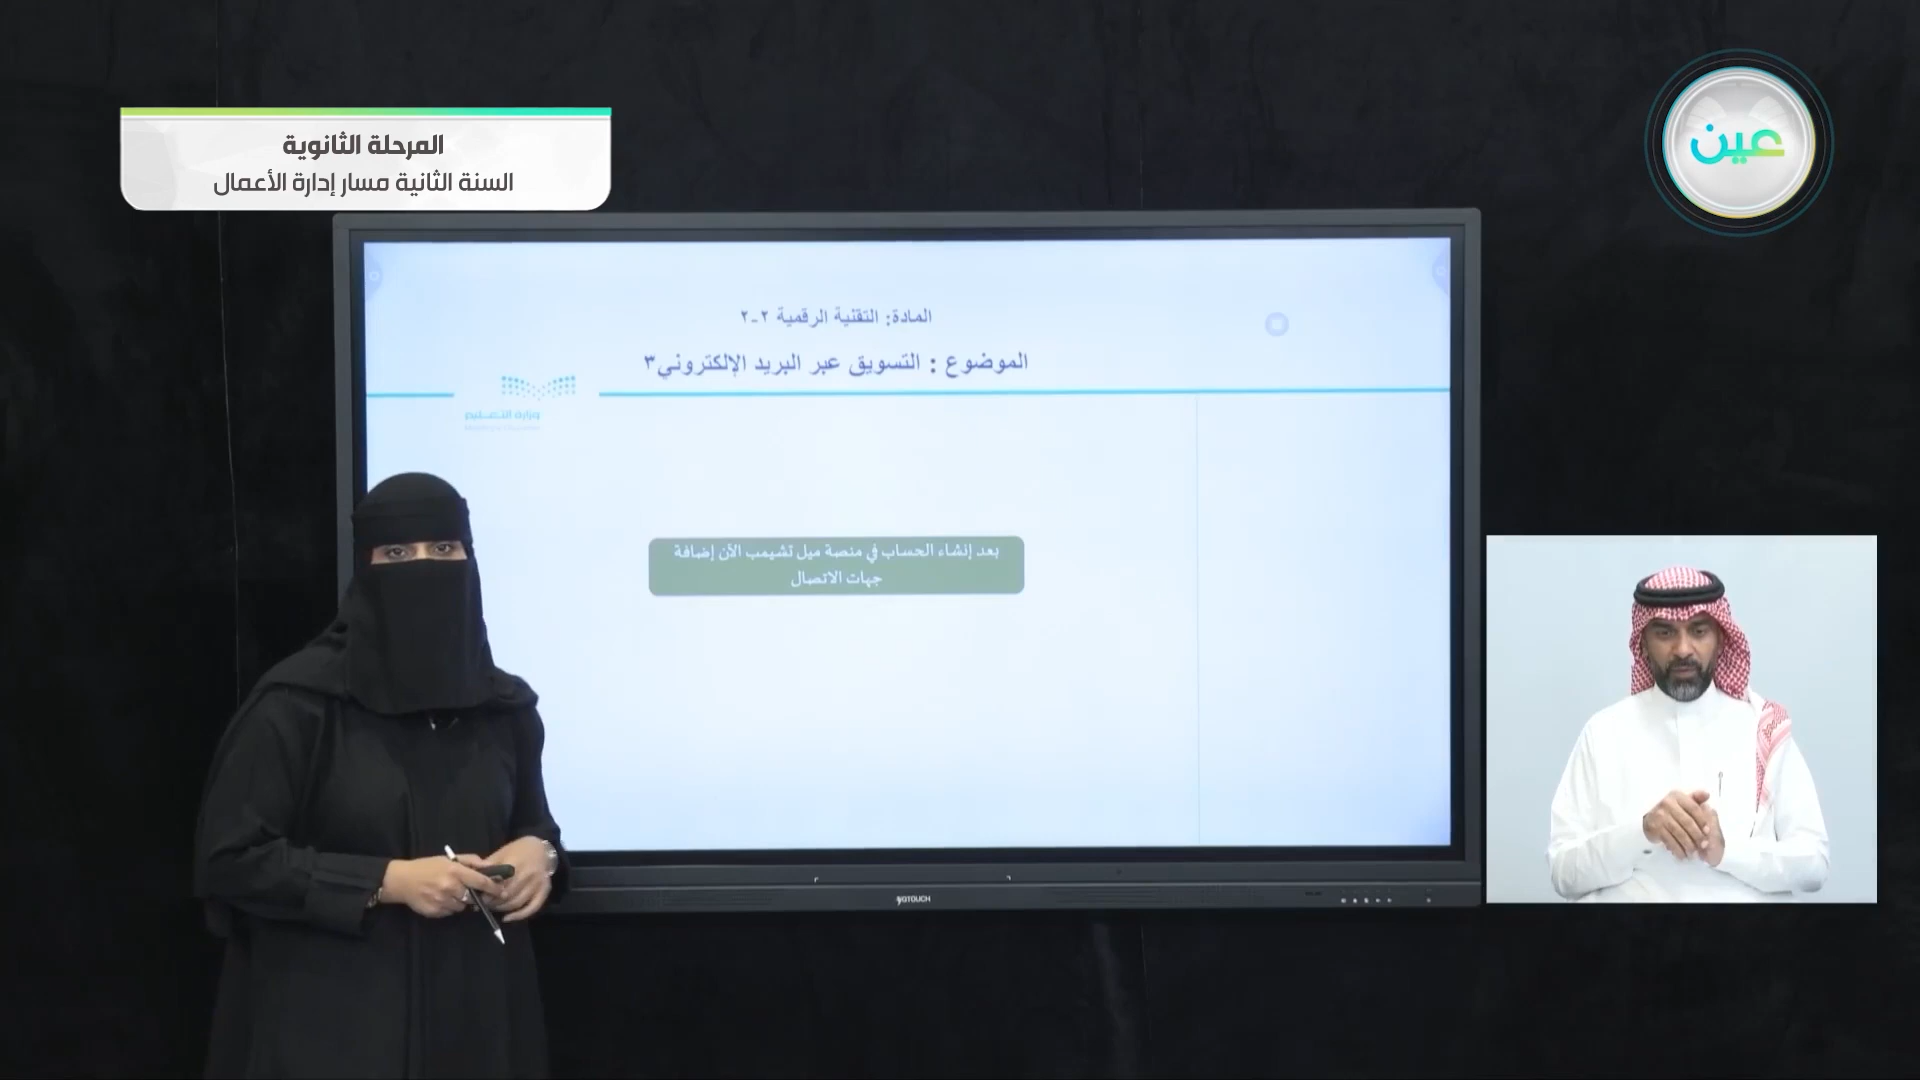 المرحلة الثانوية
السنة الثانية مسار إدارة الأعمال
عين
المادة: التقنية الرقمية ٢-٢
الموضوع : التسويق عبر البريد الإلكتروني٣
وزارة التعليم
بعد إنشاء الحساب في منصة ميل تشيمب الآن إضافة
جهات الاتصال